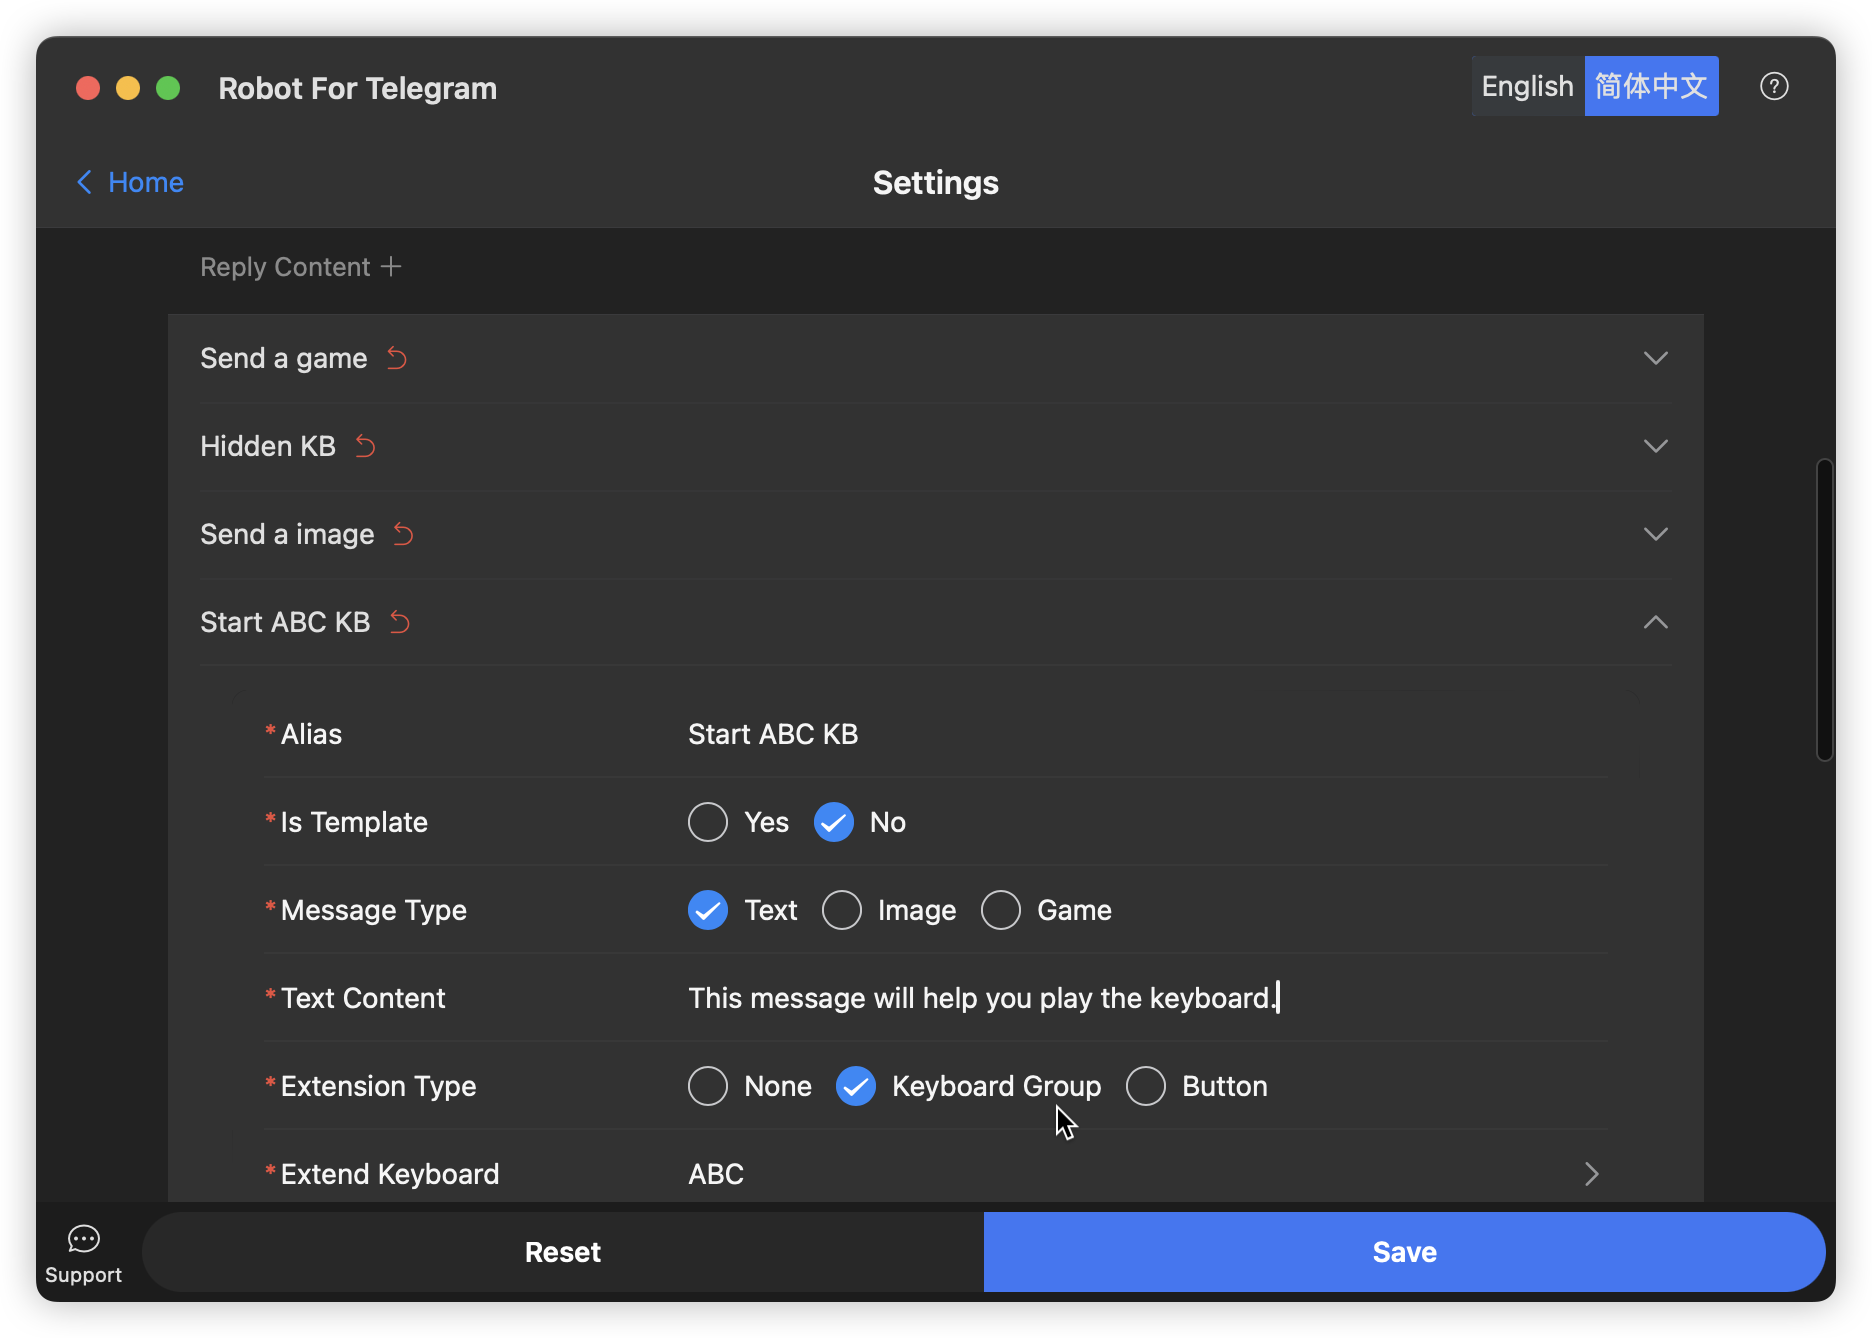 Robot For Telegram
English 简体中文
Home
Settings
Reply Content
Send a game
Hidden KB
Send a image
Start ABC KB
*Alias Start ABC KB
*Is Template Yes No
*Message Type Text Image Game
*Text Content This message will help you play the keyboard.
*Extension Type None Keyboard Group Button
*Extend Keyboard ABC
Support
Reset
Save